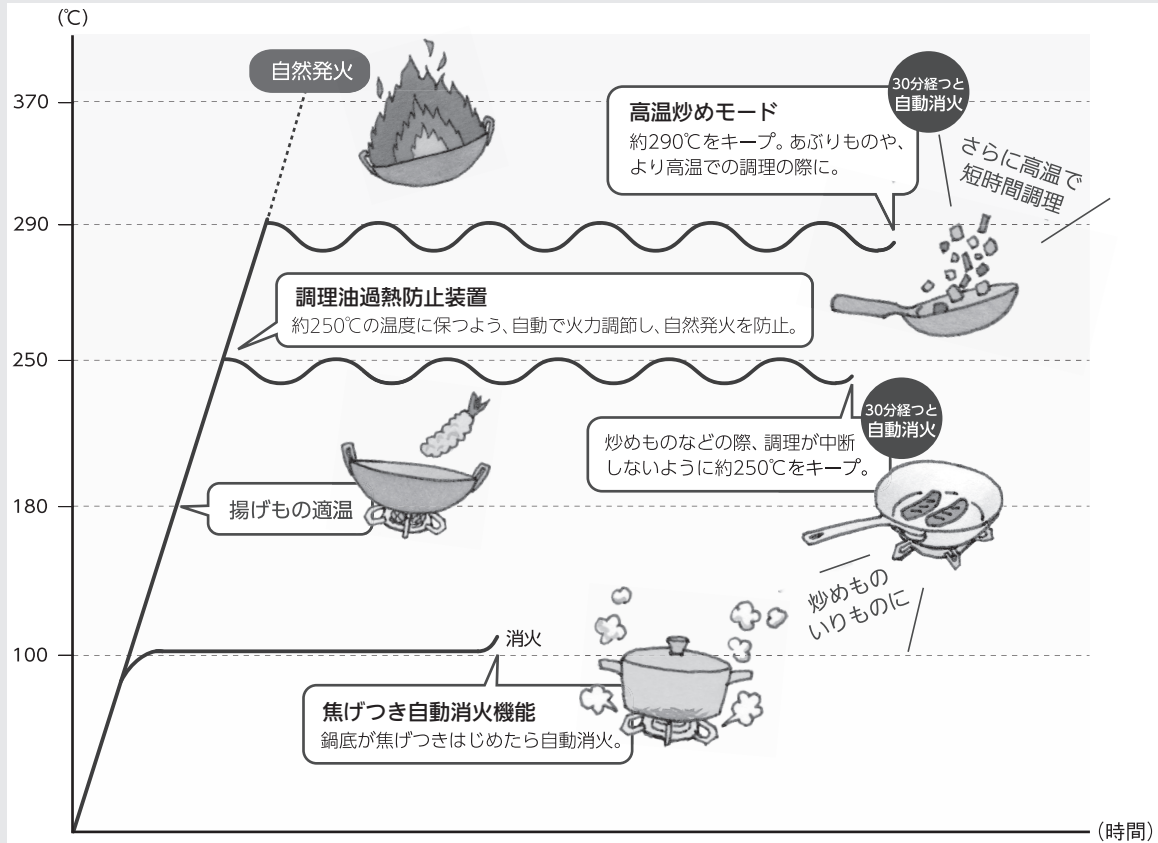 (℃)
自然発火
370
高温炒めモード
約290℃をキープ。あぶりものや、
より高温での調理の際に。
30分経つと
自動消火
さらに高温で
短時間調理
290
調理油過熱防止装置
約250℃の温度に保つよう、自動で火力調節し、自然発火を防止。
250
炒めものなどの際、調理が中断
しないように約250℃をキープ。
30分経つと
自動消火
180
揚げもの適温
炒めもの
いりものに
消火
100
焦げつき自動消火機能
鍋底が焦げつきはじめたら自動消火。
(時間)